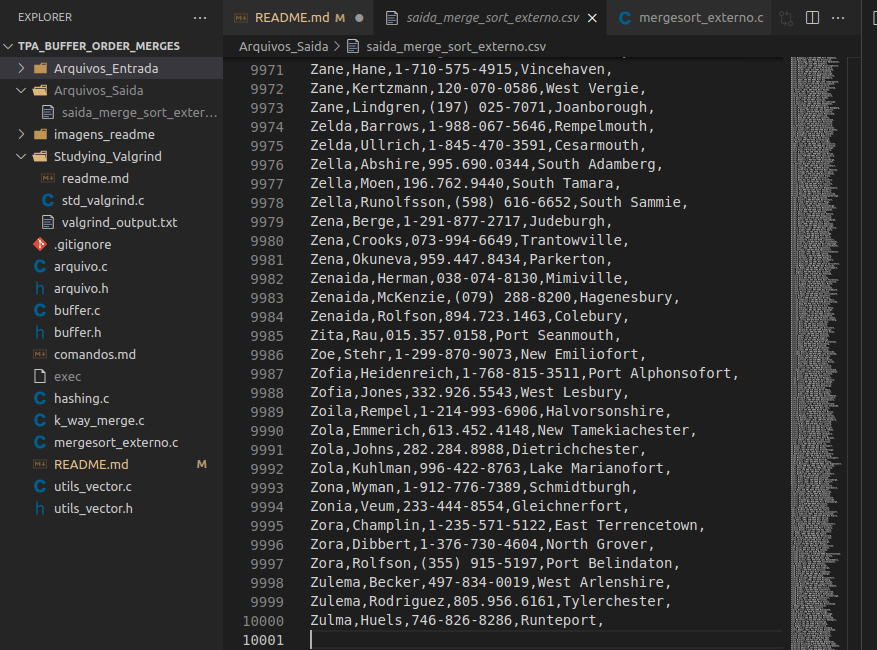 EXPLORER
TPA_BUFFER_ORDER_MERGES
Arquivos_Entrada
Arquivos_Saida
saida_merge_sort_exter...
imagens_readme
Studying_Valgrind
readme.md
std_valgrind.c
valgrind_output.txt
.gitignore
arquivo.c
arquivo.h
buffer.c
buffer.h
comandos.md
exec
hashing.c
k_way_merge.c
mergesort_externo.c
README.md M
utils_vector.c
utils_vector.h
README.md M
saida_merge_sort_externo.csv
mergesort_externo.c
Arquivos_Saida > saida_merge_sort_externo.csv
9971 Zane,Hane,1-710-575-4915,Vincehaven,
9972 Zane,Kertzmann,120-070-0586,West Vergie,
9973 Zane,Lindgren,(197) 025-7071,Joanborough,
9974 Zelda,Barrows,1-988-067-5646,Rempelmouth,
9975 Zelda,Ullrich,1-845-470-3591,Cesarmouth,
9976 Zella,Abshire,995.690.0344,South Adamberg,
9977 Zella,Moen,196.762.9440,South Tamara,
9978 Zella,Runolfsson,(598) 616-6652,South Sammie,
9979 Zena,Berge,1-291-877-2717,Judeburgh,
9980 Zena,Crooks,073-994-6649,Trantowville,
9981 Zena,Okuneva,959.447.8434,Parkerton,
9982 Zenaida,Herman,038-074-8130,Mimiville,
9983 Zenaida,McKenzie,(079) 288-8200,Hagenesbury,
9984 Zenaida,Rolfson,894.723.1463,Colebury,
9985 Zita,Rau,015.357.0158,Port Seanmouth,
9986 Zoe,Stehr,1-299-870-9073,New Emiliofort,
9987 Zofia,Heidenreich,1-768-815-3511,Port Alphonsofort,
9988 Zofia,Jones,332.926.5543,West Lesbury,
9989 Zoila,Rempel,1-214-993-6906,Halvorsonshire,
9990 Zola,Emmerich,613.452.4148,New Tamekiachester,
9991 Zola,Johns,282.284.8988,Dietrichchester,
9992 Zola,Kuhlman,996-422-8763,Lake Marianofort,
9993 Zona,Wyman,1-912-776-7389,Schmidtburgh,
9994 Zonia,Veum,233-444-8554,Gleichnerfort,
9995 Zora,Champlin,1-235-571-5122,East Terrencetown,
9996 Zora,Dibbert,1-376-730-4604,North Grover,
9997 Zora,Rolfson,(355) 915-5197,Port Belindaton,
9998 Zulema,Becker,497-834-0019,West Arlenshire,
9999 Zulema,Rodriguez,805.956.6161,Tylerchester,
10000 Zulma,Huels,746-826-8286,Runteport,
10001